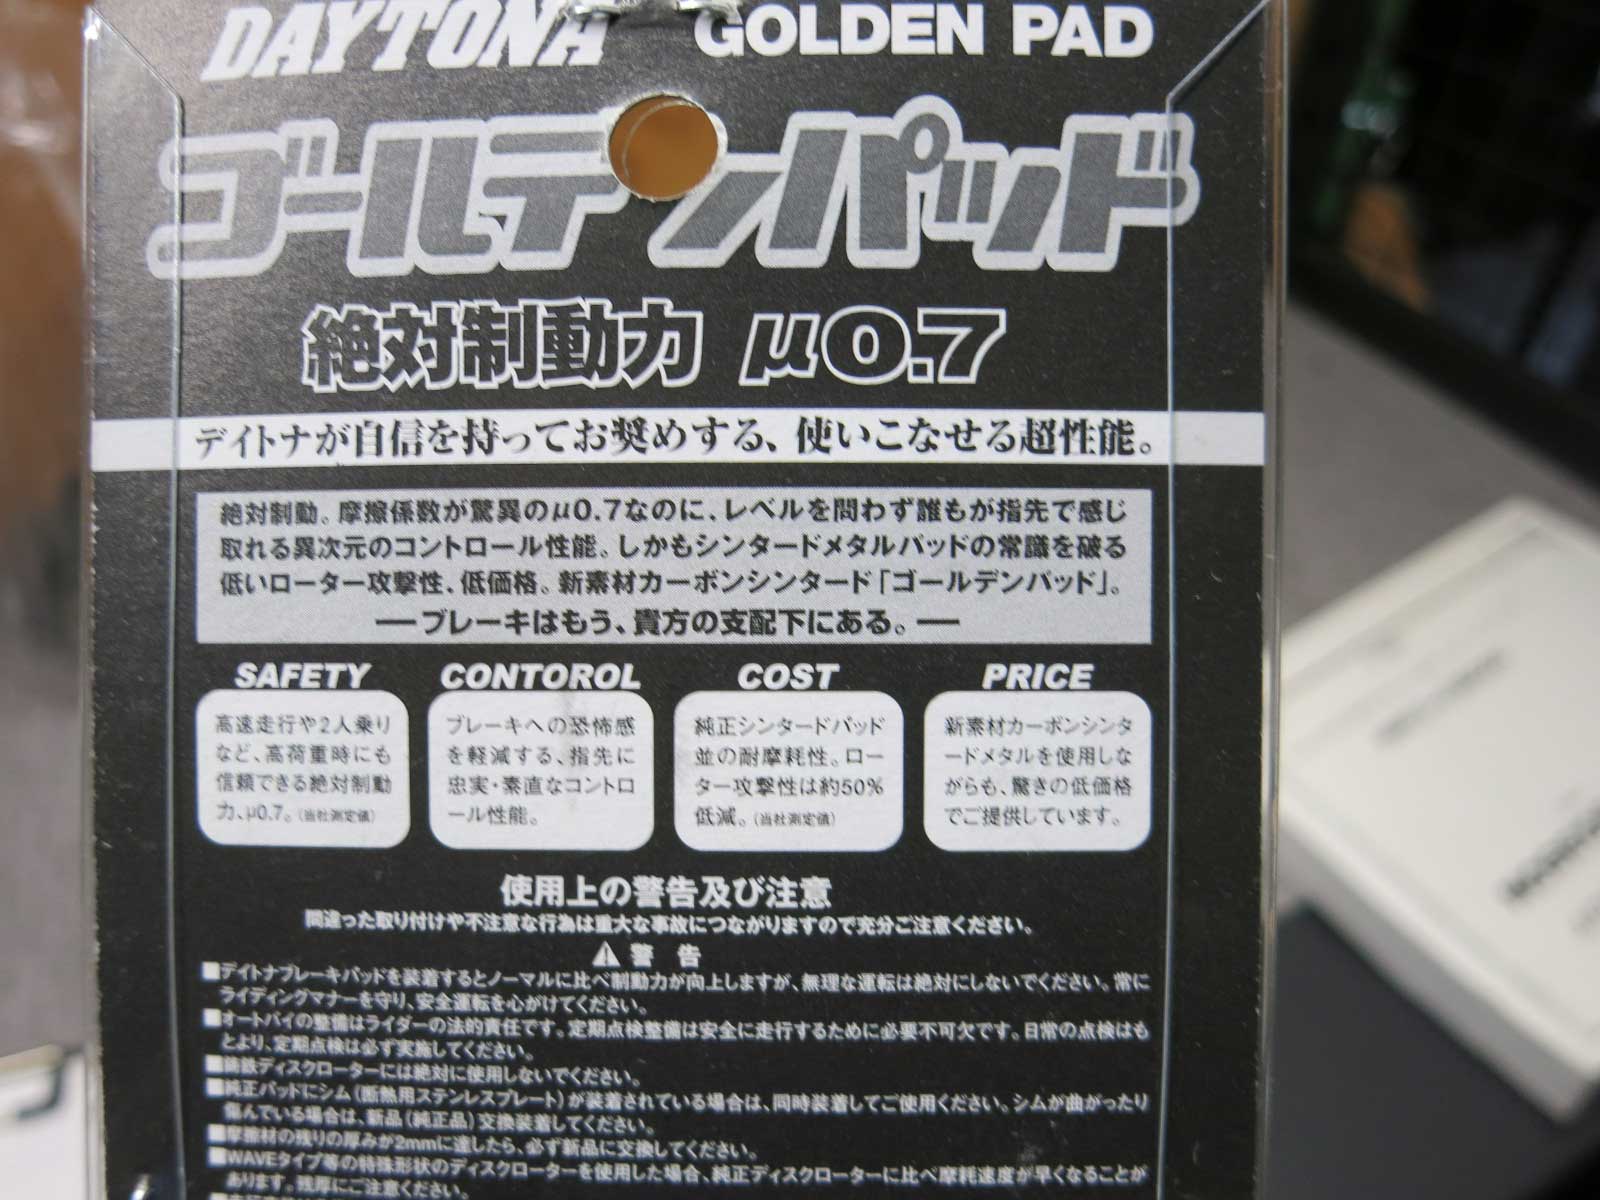 DAYTONA GOLDEN PAD
ゴールデンパッド
絶対制動力 μ0.7
デイトナが自信を持ってお奨めする、使いこなせる超性能。
絶対制動。摩擦係数が驚異のμ0.7なのに、レベルを問わず誰もが指先で感じ
取れる異次元のコントロール性能。しかもシンタードメタルパッドの常識を破る
低いローター攻撃性、低価格。新素材カーボンシンタード「ゴールデンパッド」。
―ブレーキはもう、貴方の支配下にある。―
SAFETY
高速走行や2人乗り
など、高荷重時にも
信頼できる絶対制動
力、μ0.7。(当社測定値)
CONTOROL
ブレーキへの恐怖感
を軽減する、指先に
忠実・素直なコントロ
ール性能。
COST
純正シンタードパッド
並の耐摩耗性。ロー
ター攻撃性は約50%
低減。(当社測定値)
PRICE
新素材カーボンシンタ
ードメタルを使用しな
がらも、驚きの低価格
でご提供しています。
使用上の警告及び注意
間違った取り付けや不注意な行為は重大な事故につながりますので充分ご注意ください。
⚠警 告
■デイトナブレーキパッドを装着するとノーマルに比べ制動力が向上しますが、無理な運転は絶対にしないでください。常に
ライディングマナーを守り、安全運転を心がけてください。
■オートバイの整備はライダーの法的責任です。定期点検整備は安全に走行するために必要不可欠です。日常の点検はも
とより、定期点検は必ず実施してください。
■鋳鉄ディスクローターには絶対に使用しないでください。
■純正パッドにシム(断熱用ステンレスプレート)が装着されている場合は、同時装着してご使用ください。シムが曲がったり
傷んでいる場合は、新品(純正品)交換装着してください。
■摩擦材の残りの厚みが2mmに達したら、必ず新品に交換してください。
■WAVEタイプ等の特殊形状のディスクローターを使用した場合、純正ディスクローターに比べ摩耗速度が早くなることが
あります。残厚にご注意ください。